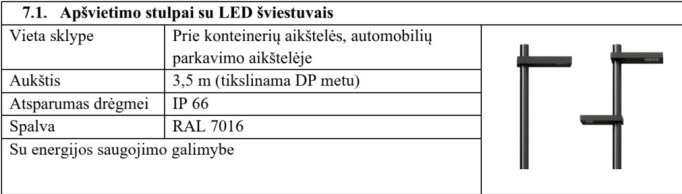 7.1. Apšvietimo stulpai su LED šviestuvais
Vieta sklype
Prie konteinerių aikštelės, automobilių
parkavimo aikštelėje
Aukštis
3,5 m (tikslinama DP metu)
Atsparumas drėgmei
IP 66
Spalva
RAL 7016
Su energijos saugojimo galimybe